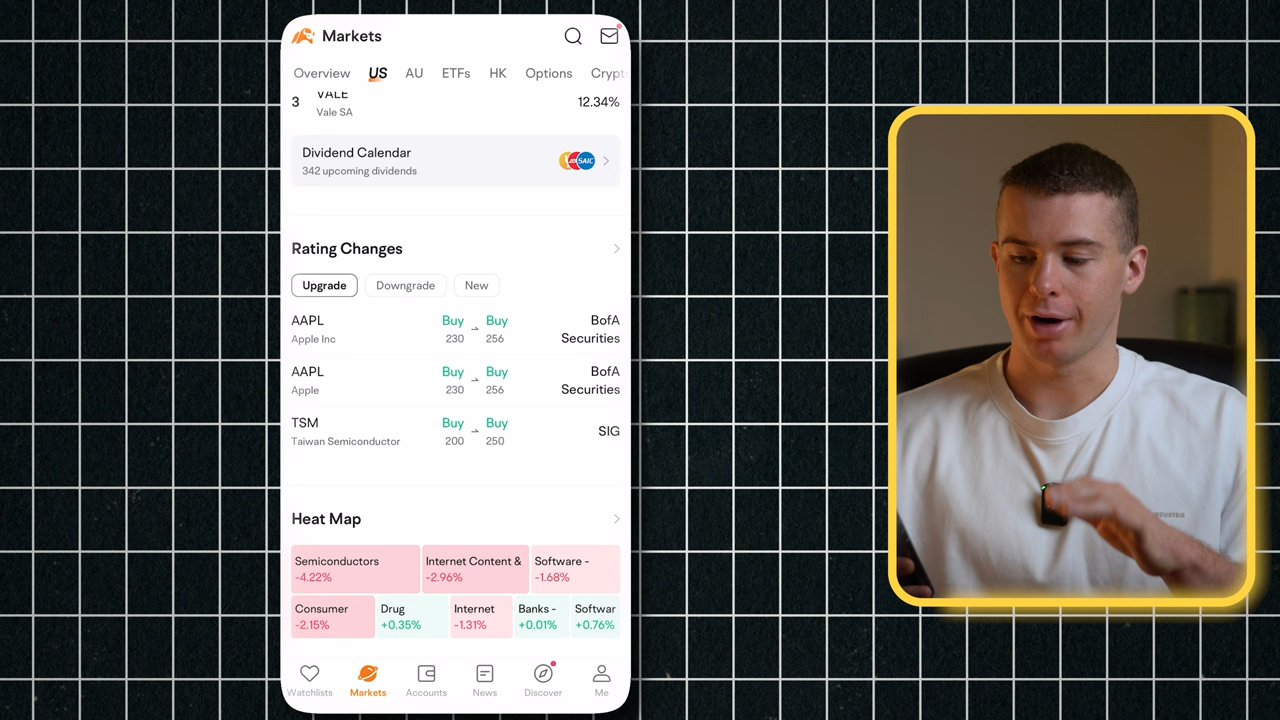 Markets
Overview US AU ETFs HK Options Crypt
3 VALE 12.34%
Vale SA
Dividend Calendar
342 upcoming dividends
SAIC
Rating Changes
Upgrade Downgrade New
AAPL Buy → Buy BofA
Apple Inc 230 256 Securities
AAPL Buy → Buy BofA
Apple 230 256 Securities
TSM Buy → Buy SIG
Taiwan Semiconductor 200 250
Heat Map
Semiconductors Internet Content & Software -
-4.22% -2.96% -1.68%
Consumer Drug Internet Banks - Softwar
-2.15% +0.35% -1.31% +0.01% +0.76%
Watchlists Markets Accounts News Discover Me